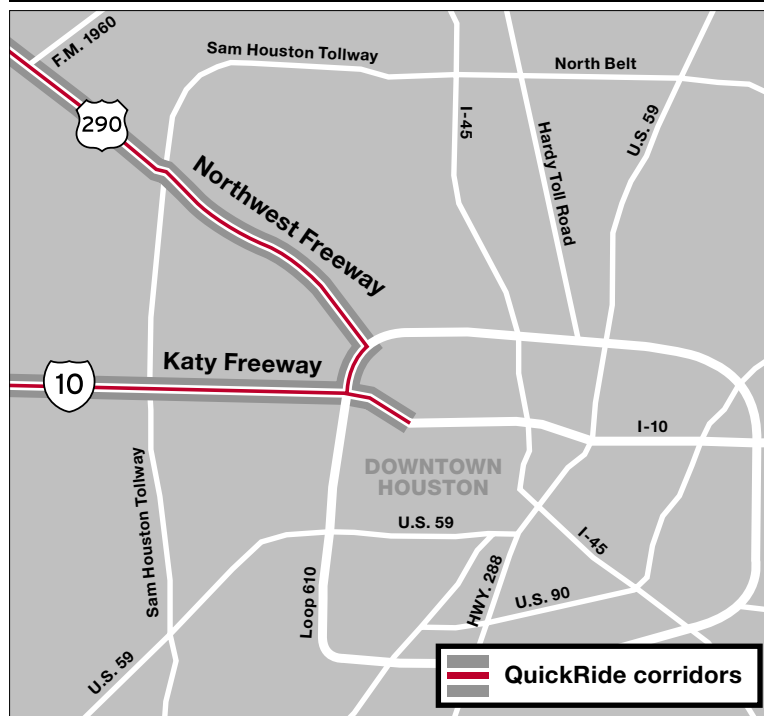 F.M. 1960
Sam Houston Tollway
North Belt
290
I-45
Hardy Toll Road
U.S. 59
Northwest Freeway
Katy Freeway
10
I-10
DOWNTOWN
HOUSTON
Sam Houston Tollway
U.S. 59
I-45
Loop 610
HWY. 288
U.S. 90
U.S. 59
QuickRide corridors